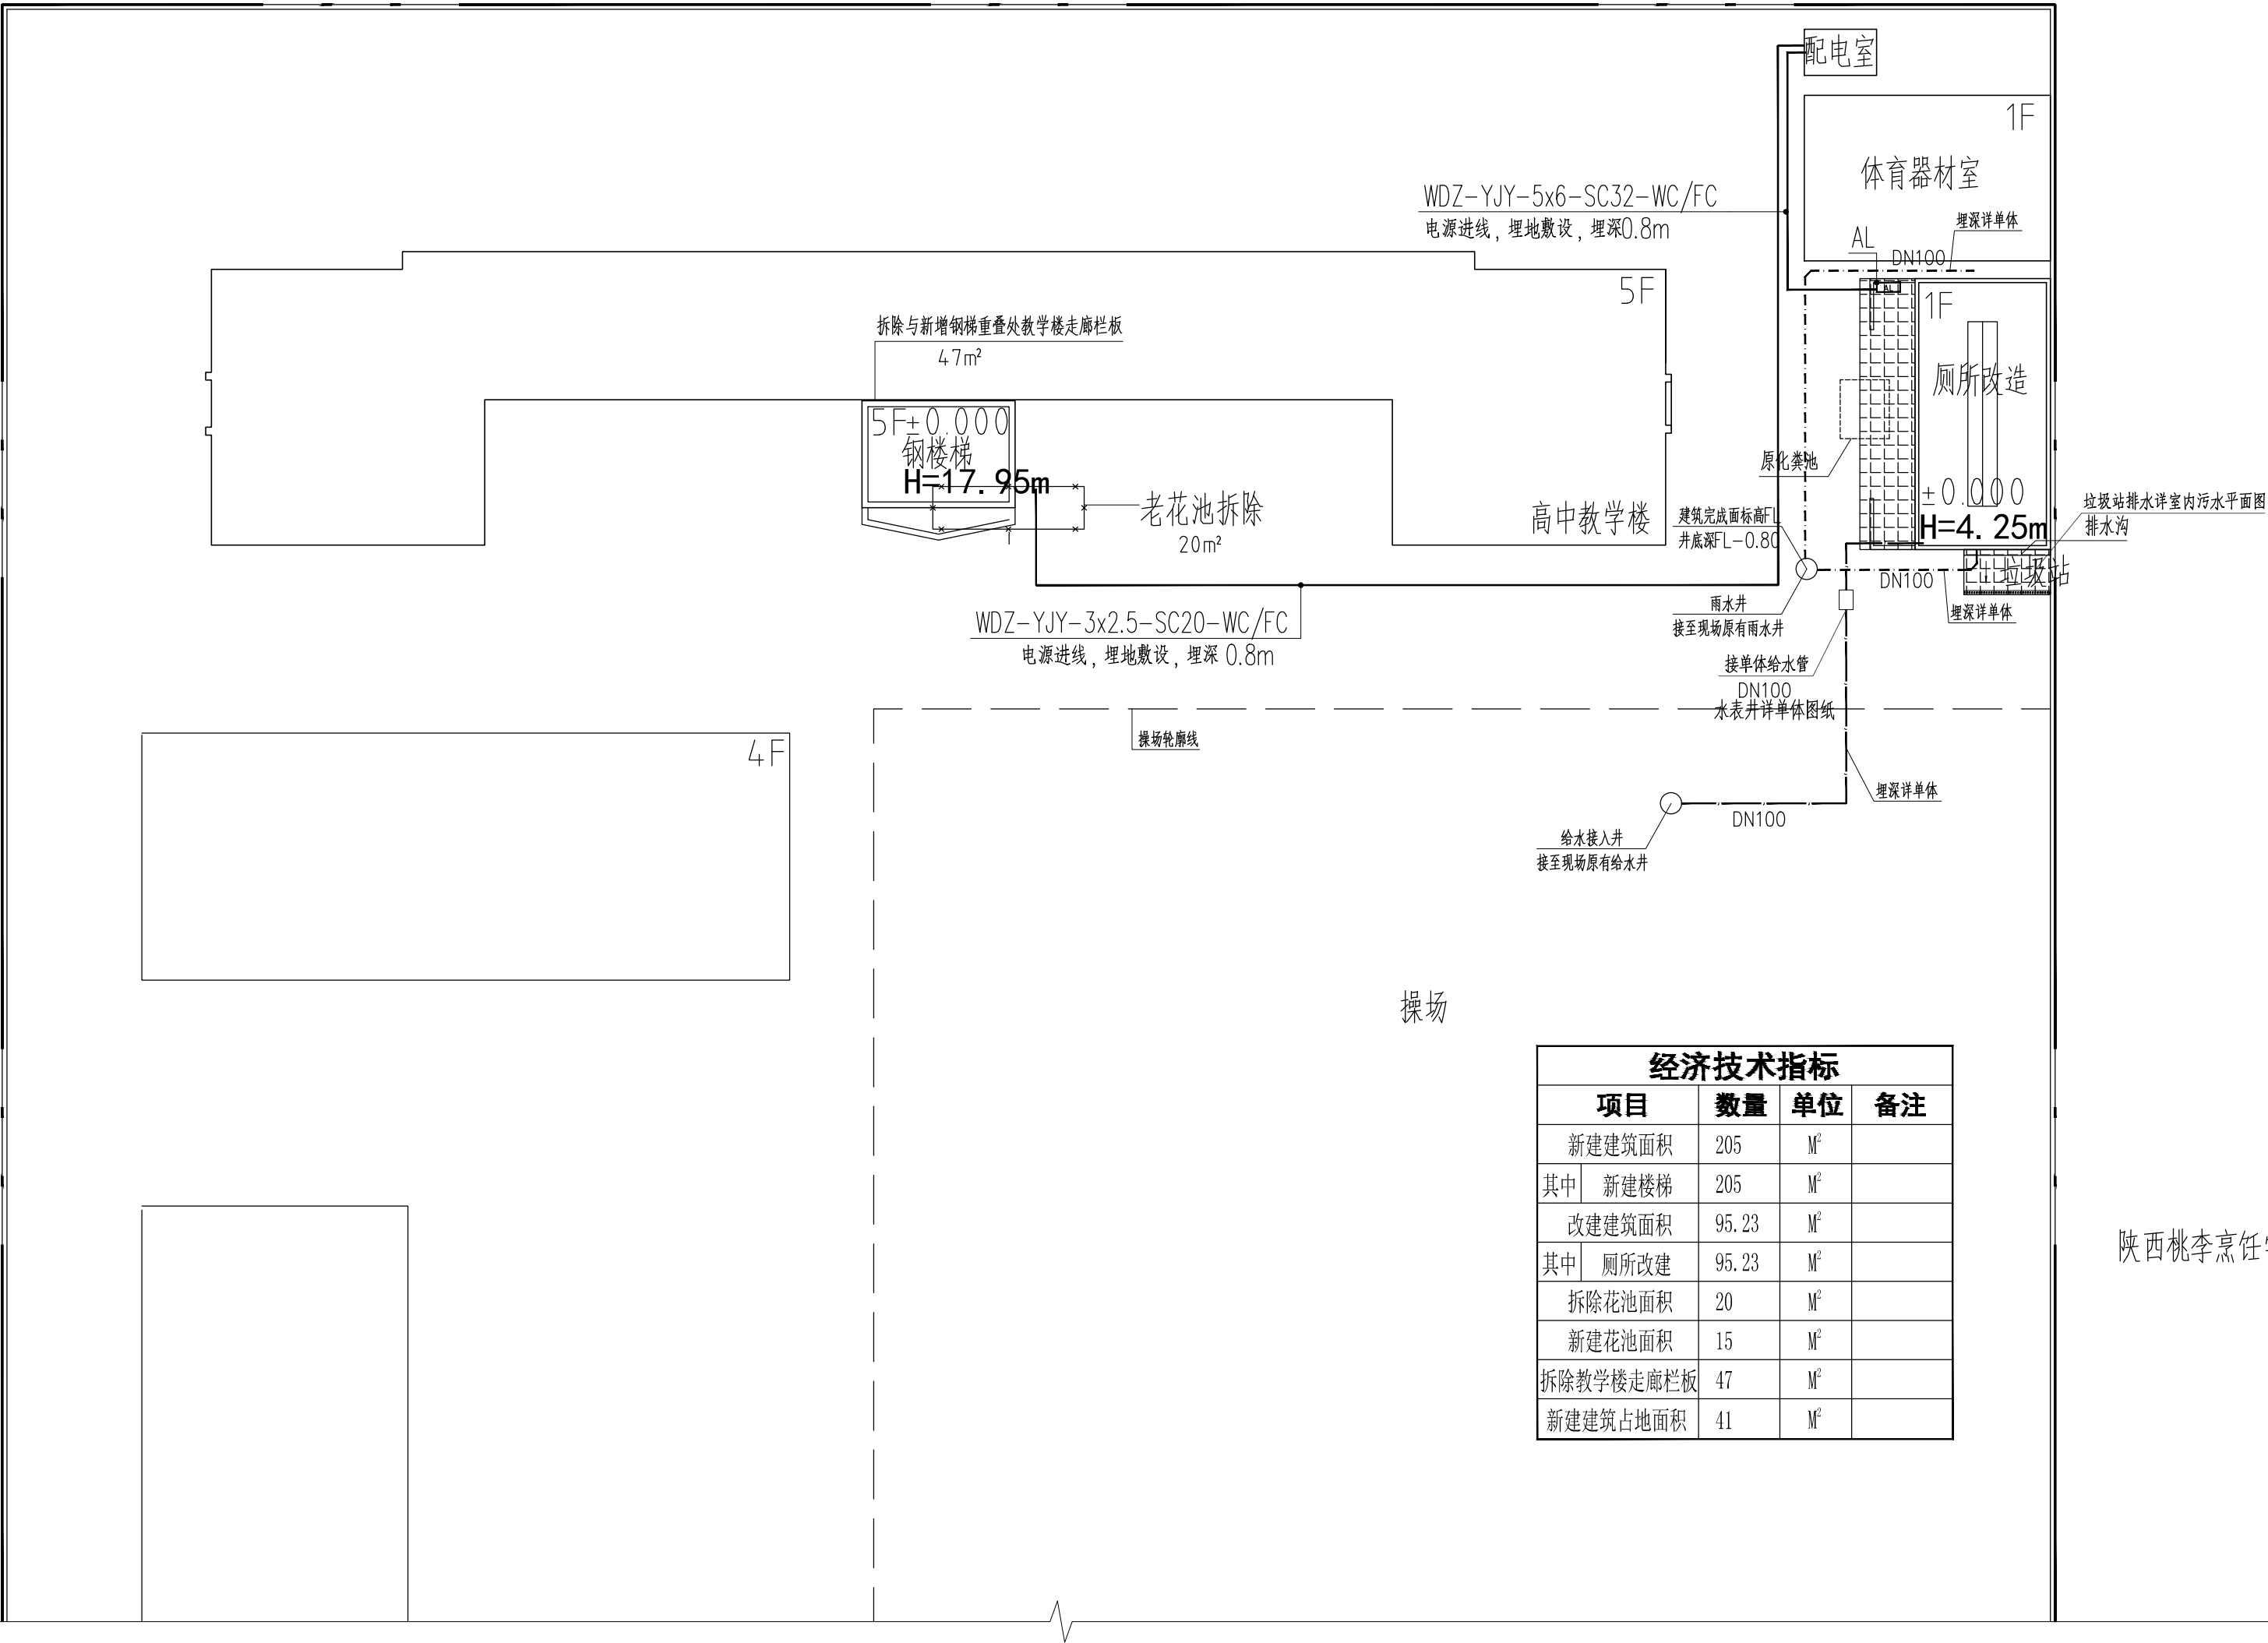 配电室
1F
体育器材室
WDZ-YJY-5x6-SC32-WC/FC
电源进线，埋地敷设，埋深0.8m
埋深详单体
AL
DN100
AL
5F
1F
拆除与新增钢梯重叠处教学楼走廊栏板
47m²
厕所改造
5F±0.000
钢楼梯
H=17.95m
原化粪池
±0.000
H=4.25m
老花池拆除
20m²
高中教学楼
建筑完成面标高FL
井底深FL-0.80
垃圾站排水详室内污水平面图
排水沟
垃圾站
DN100
雨水井
接至现场原有雨水井
埋深详单体
WDZ-YJY-3x2.5-SC20-WC/FC
电源进线，埋地敷设，埋深 0.8m
接单体给水管
DN100
水表井详单体图纸
操场轮廓线
4F
埋深详单体
DN100
给水接入井
接至现场原有给水井
操场
经济技术指标
项目 数量 单位 备注
新建建筑面积 205 M²
其中 新建楼梯 205 M²
改建建筑面积 95.23 M²
其中 厕所改建 95.23 M²
拆除花池面积 20 M²
新建花池面积 15 M²
拆除教学楼走廊栏板 47 M²
新建建筑占地面积 41 M²
陕西桃李烹饪